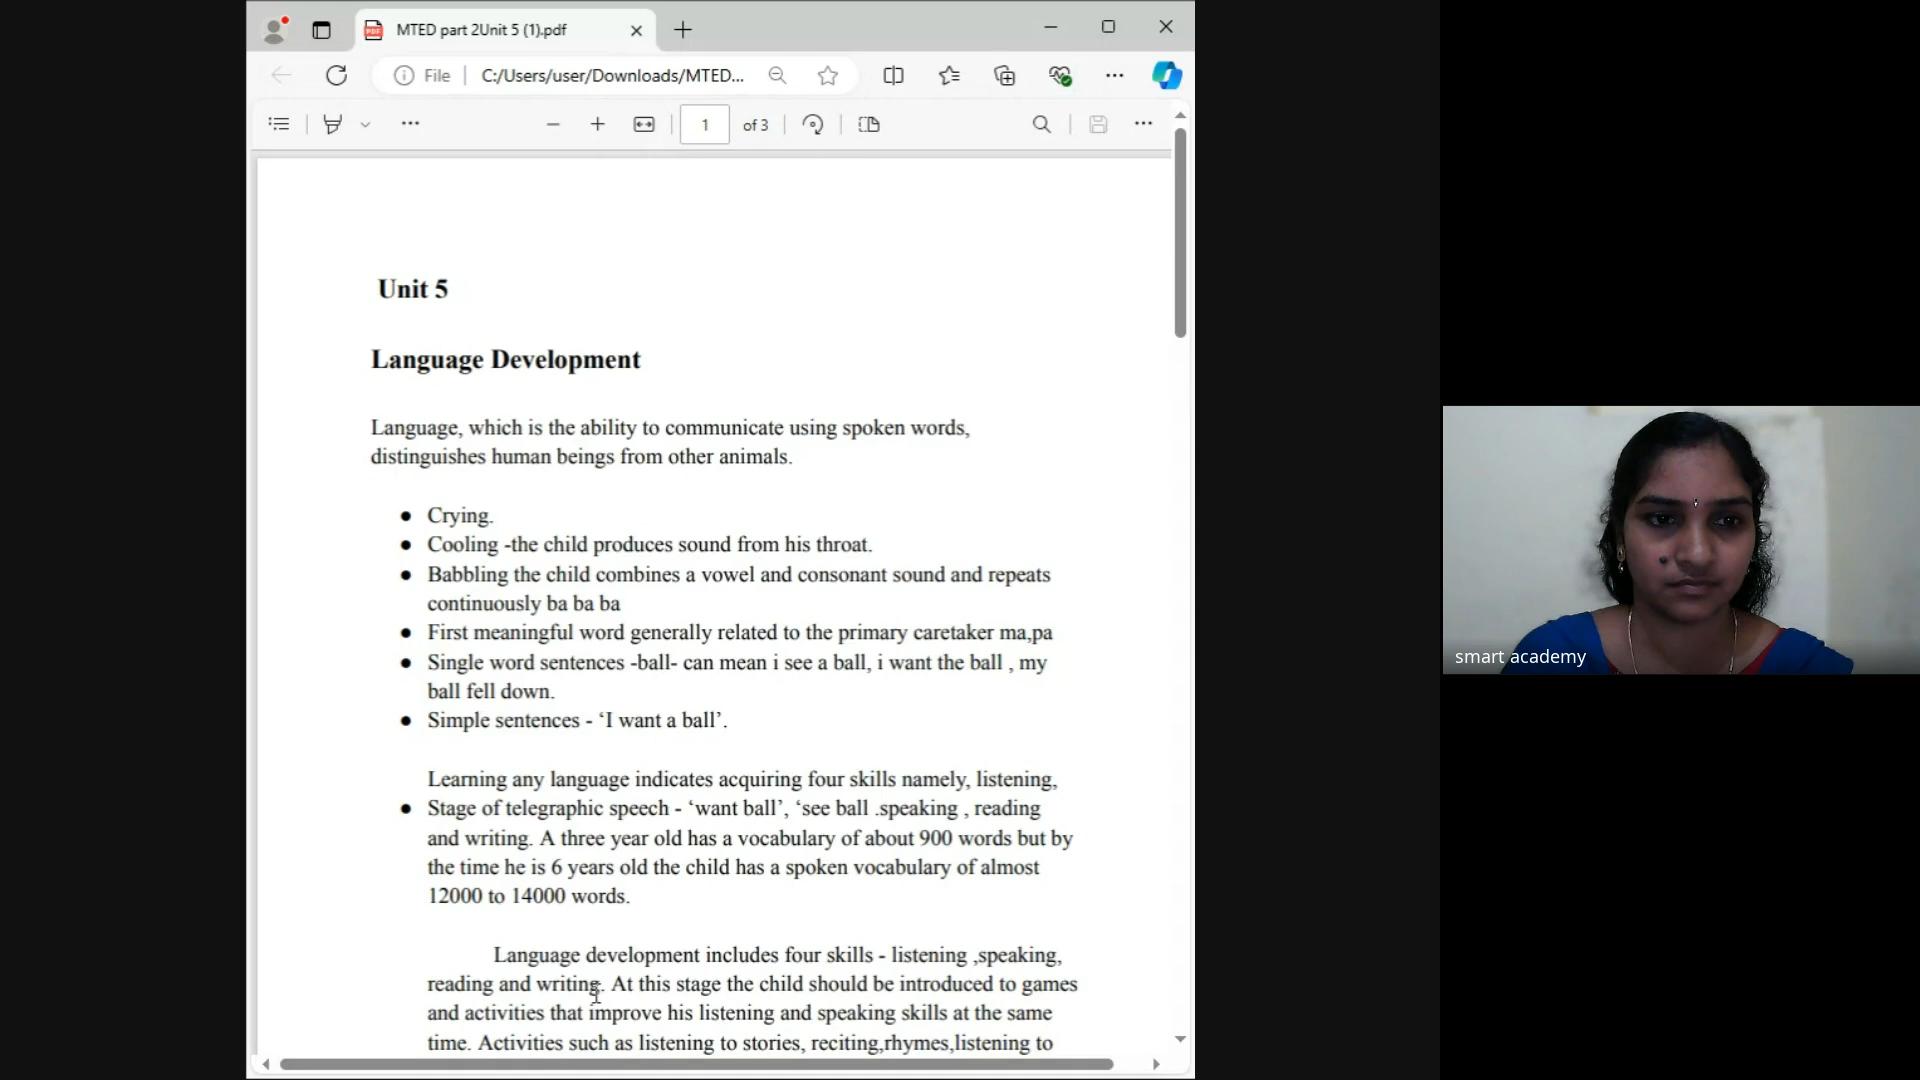 MTED part 2Unit 5 (1).pdf
File
C:/Users/user/Downloads/MTED...
1 of 3
Unit 5
Language Development
Language, which is the ability to communicate using spoken words,
distinguishes human beings from other animals.
● Crying.
● Cooling -the child produces sound from his throat.
● Babbling the child combines a vowel and consonant sound and repeats
continuously ba ba ba
● First meaningful word generally related to the primary caretaker ma,pa
● Single word sentences -ball- can mean i see a ball, i want the ball , my
ball fell down.
● Simple sentences - ‘I want a ball’.
Learning any language indicates acquiring four skills namely, listening,
● Stage of telegraphic speech - ‘want ball’, ‘see ball .speaking , reading
and writing. A three year old has a vocabulary of about 900 words but by
the time he is 6 years old the child has a spoken vocabulary of almost
12000 to 14000 words.
Language development includes four skills - listening ,speaking,
reading and writing. At this stage the child should be introduced to games
and activities that improve his listening and speaking skills at the same
time. Activities such as listening to stories, reciting,rhymes,listening to
smart academy